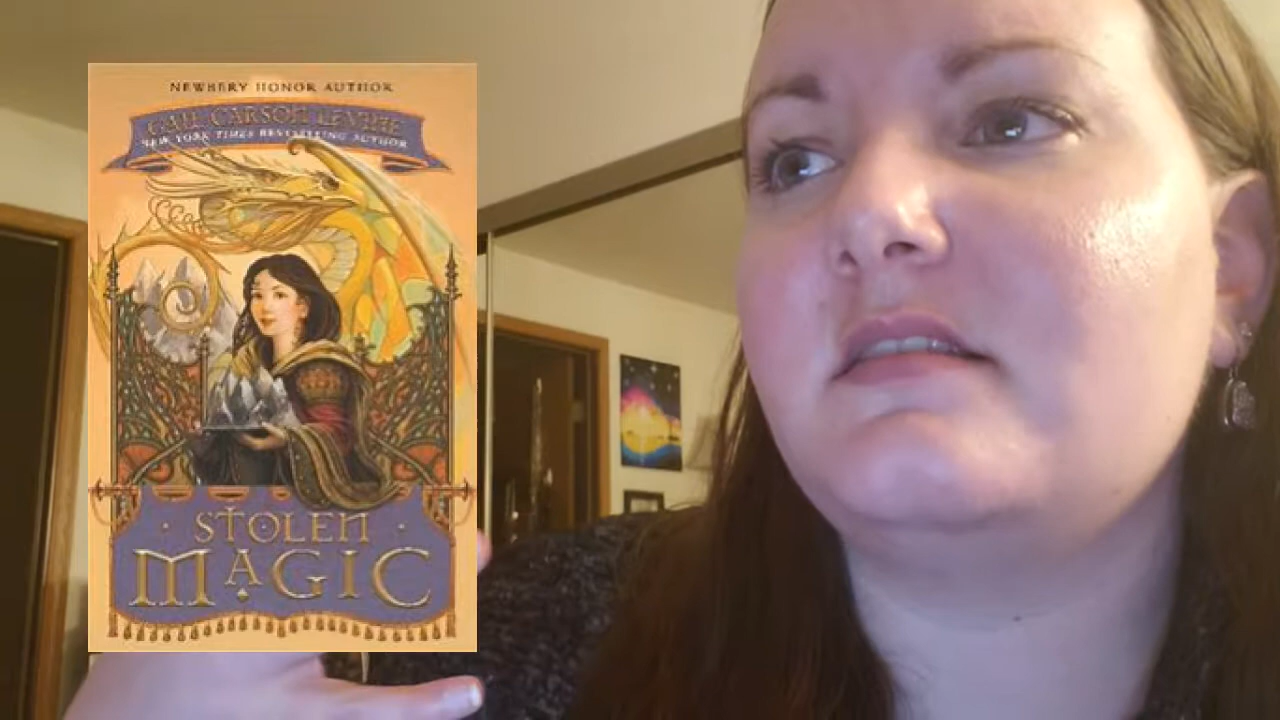 NEWBERY HONOR AUTHOR
GAIL CARSON LEVINE
NEW YORK TIMES BESTSELLING AUTHOR
STOLEN
MAGIC